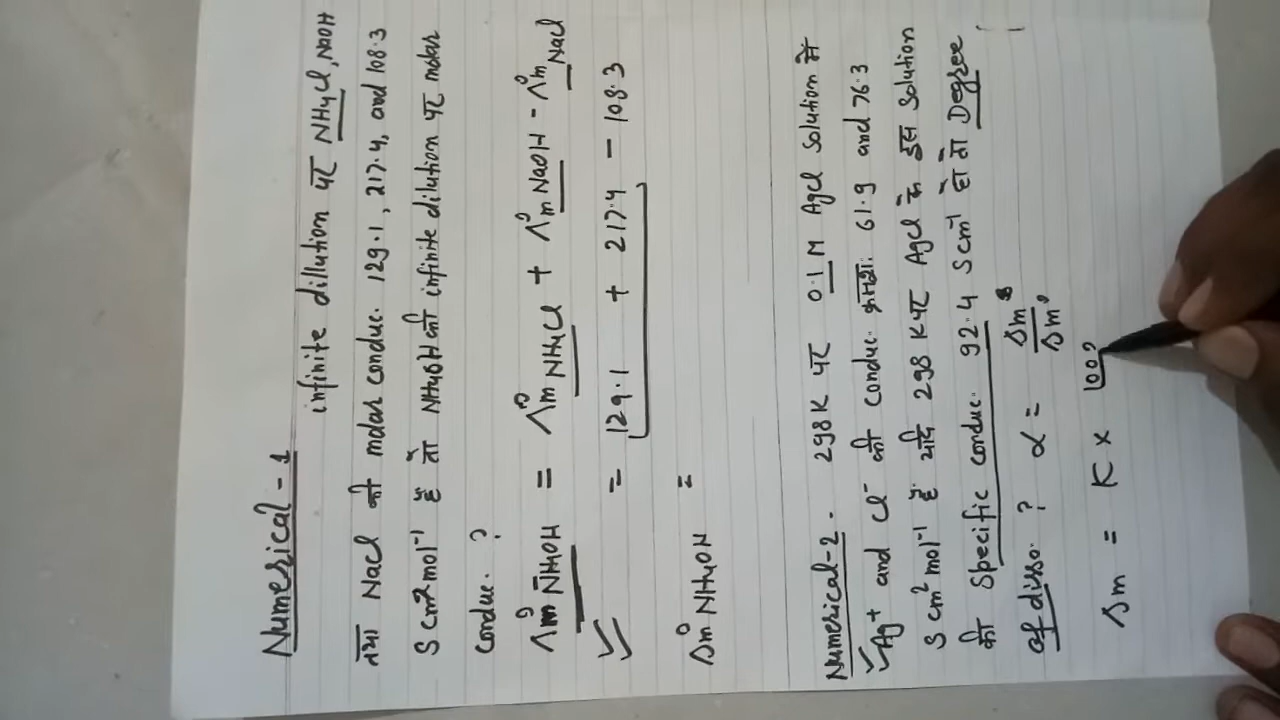 Numerical - 1
infinite dillution पर NH4Cl, NaOH
तथा NaCl की molar conduc. 129.1, 217.4, and 108.3
S cm² mol⁻¹ है तो NH4OH की infinite dilution पर molar
conduc. ?
Λ°m NH4OH = Λ°m NH4Cl + Λ°m NaOH - Λ°m NaCl
= 129.1 + 217.4 - 108.3
Λ°m NH4OH =
Numerical-2. 298K पर 0.1 M Agcl solution में
Ag⁺ and cl⁻ की conduc. क्रमशः 61.9 and 76.3
S cm² mol⁻¹ है यदि 298 K पर Agcl के इस solution
की Specific conduc. 92.4 S cm⁻¹ हो तो Degree
of disso. ? α = Λm / Λm°
Λm = K × 100